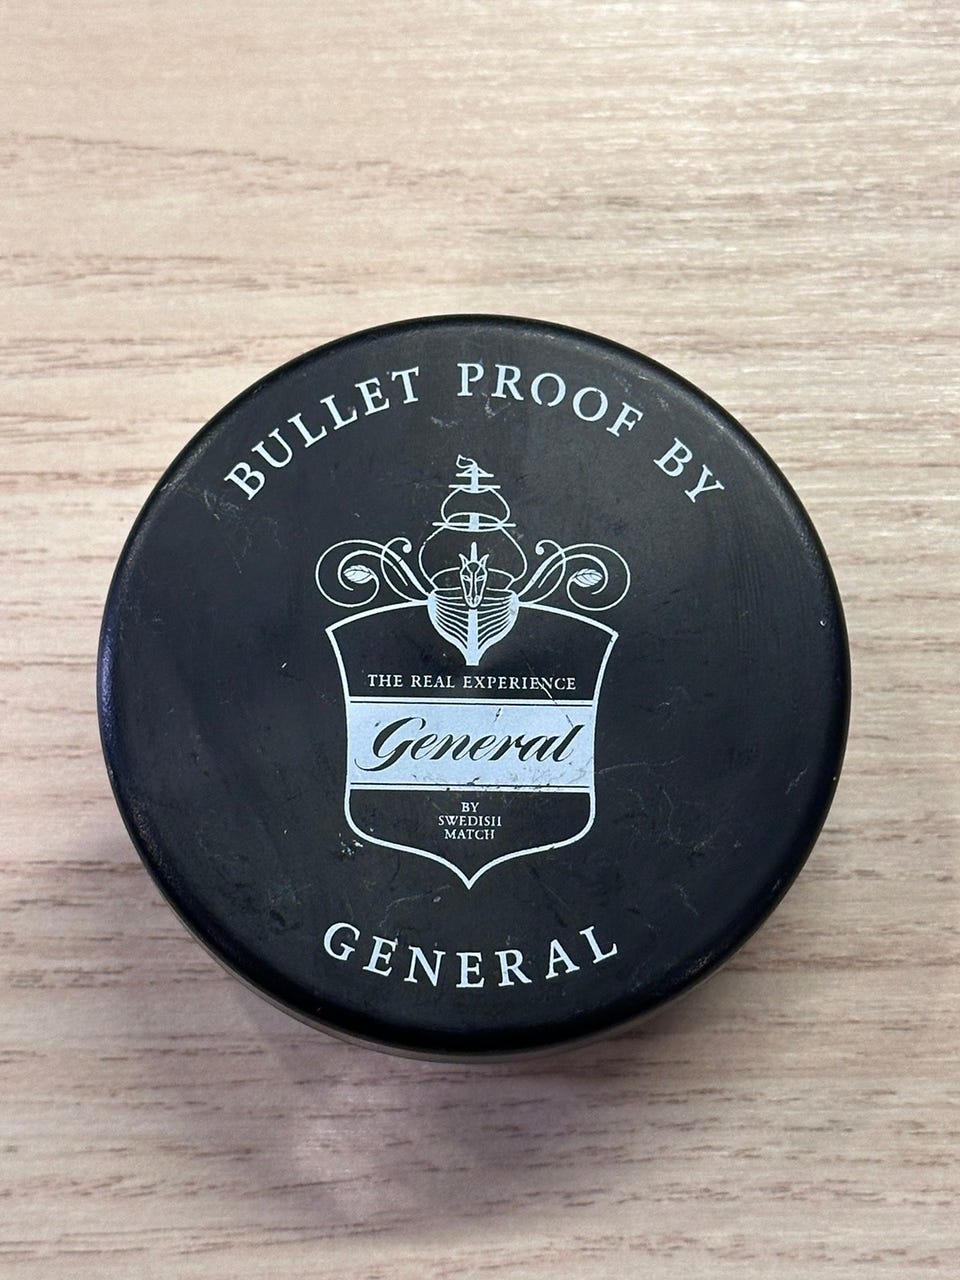 BULLET PROOF BY
THE REAL EXPERIENCE
General
BY
SWEDISH
MATCH
GENERAL